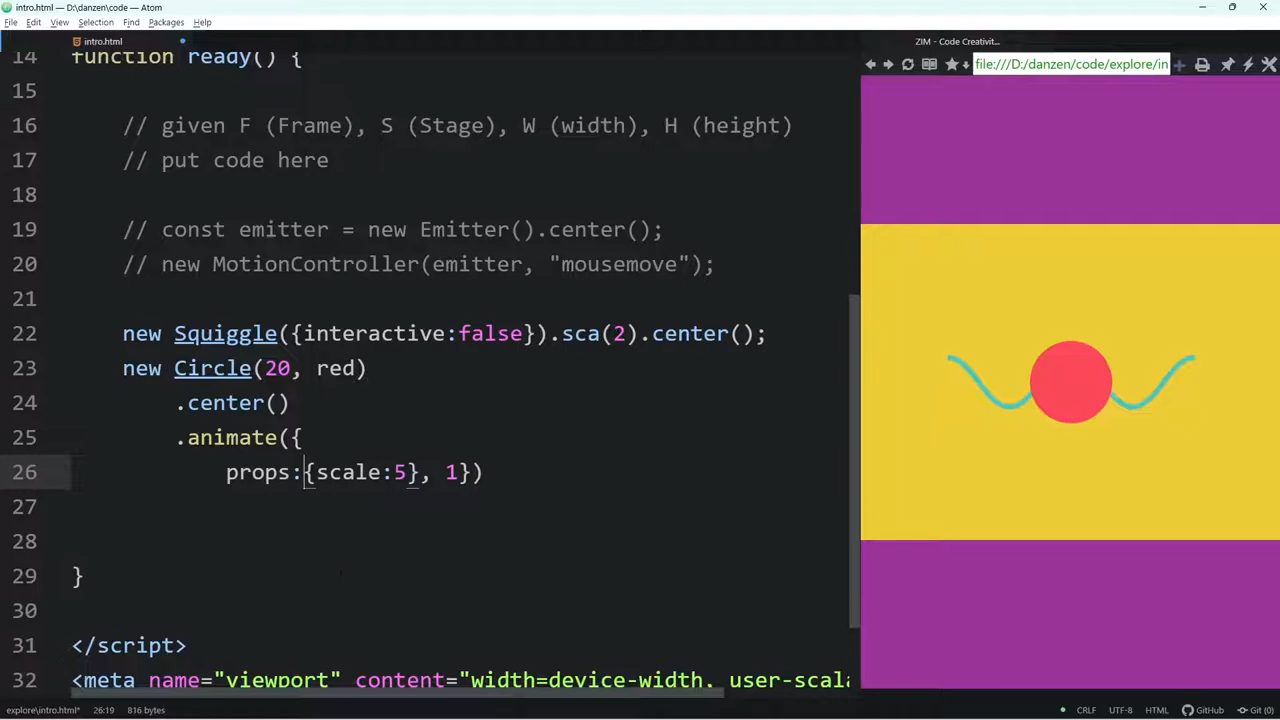 intro.html — D:\danzen\code — Atom
File Edit View Selection Find Packages Help
intro.html
ZIM - Code Creativit...
file:///D:/danzen/code/explore/in
14 function ready() {
15
16 // given F (Frame), S (Stage), W (width), H (height)
17 // put code here
18
19 // const emitter = new Emitter().center();
20 // new MotionController(emitter, "mousemove");
21
22 new Squiggle({interactive:false}).sca(2).center();
23 new Circle(20, red)
24 .center()
25 .animate({
26 props:{scale:5}, 1})
27
28
29 }
30
31 </script>
32 <meta name="viewport" content="width=device-width, user-scala
explore\intro.html* 26:19 816 bytes CRLF UTF-8 HTML GitHub Git (0)